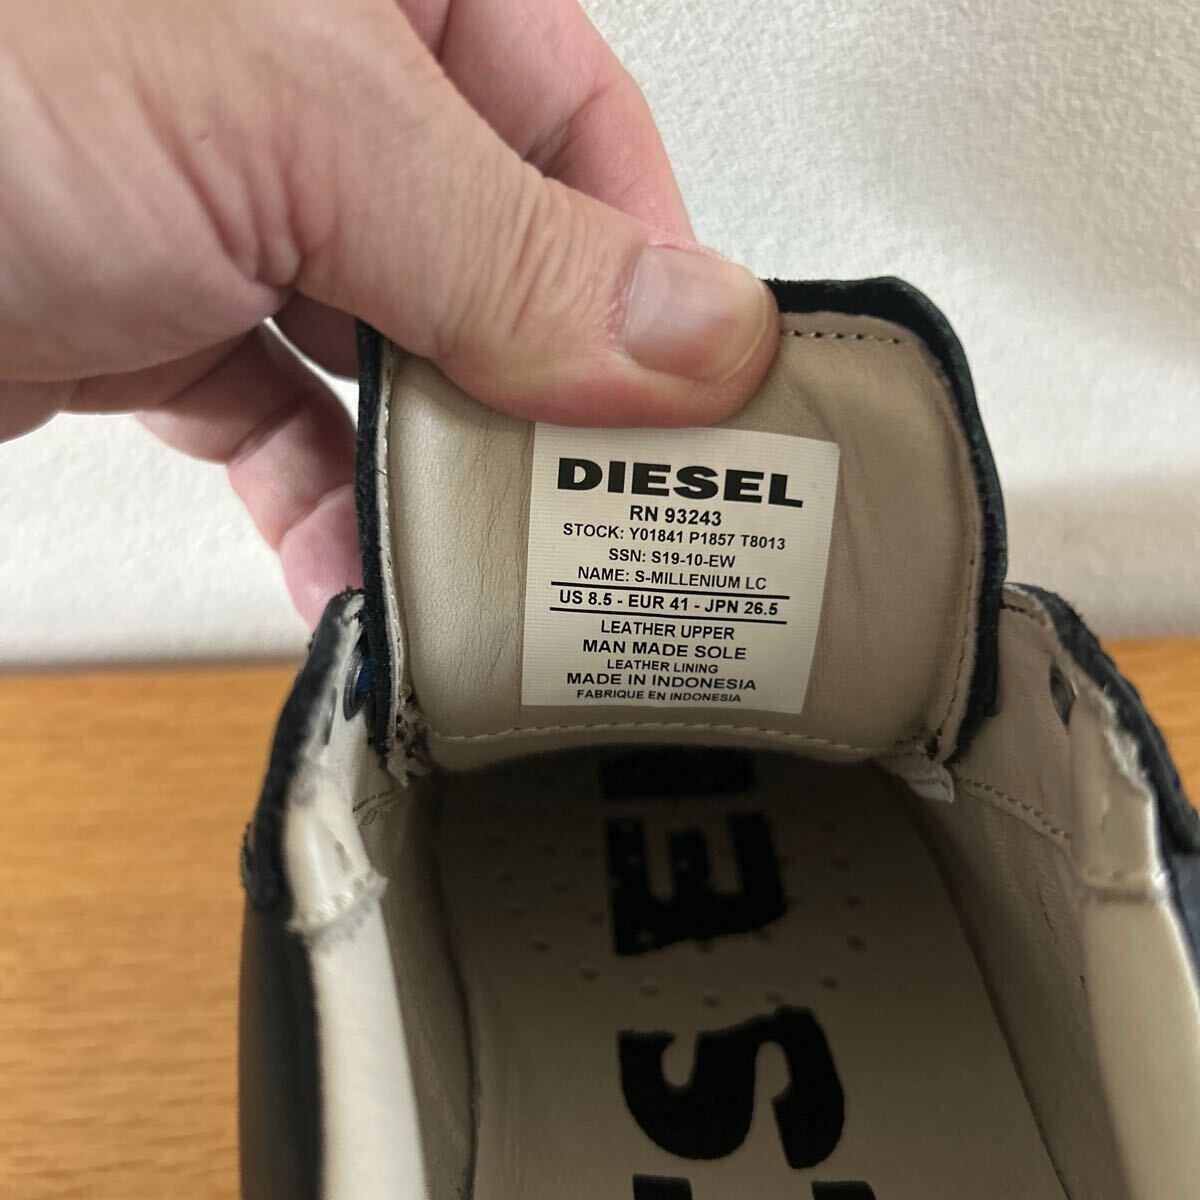 DIESEL
RN 93243
STOCK: Y01841 P1857 T8013
SSN: S19-10-EW
NAME: S-MILLENIUM LC
US 8.5 - EUR 41 - JPN 26.5
LEATHER UPPER
MAN MADE SOLE
LEATHER LINING
MADE IN INDONESIA
FABRIQUE EN INDONESIA
ESE